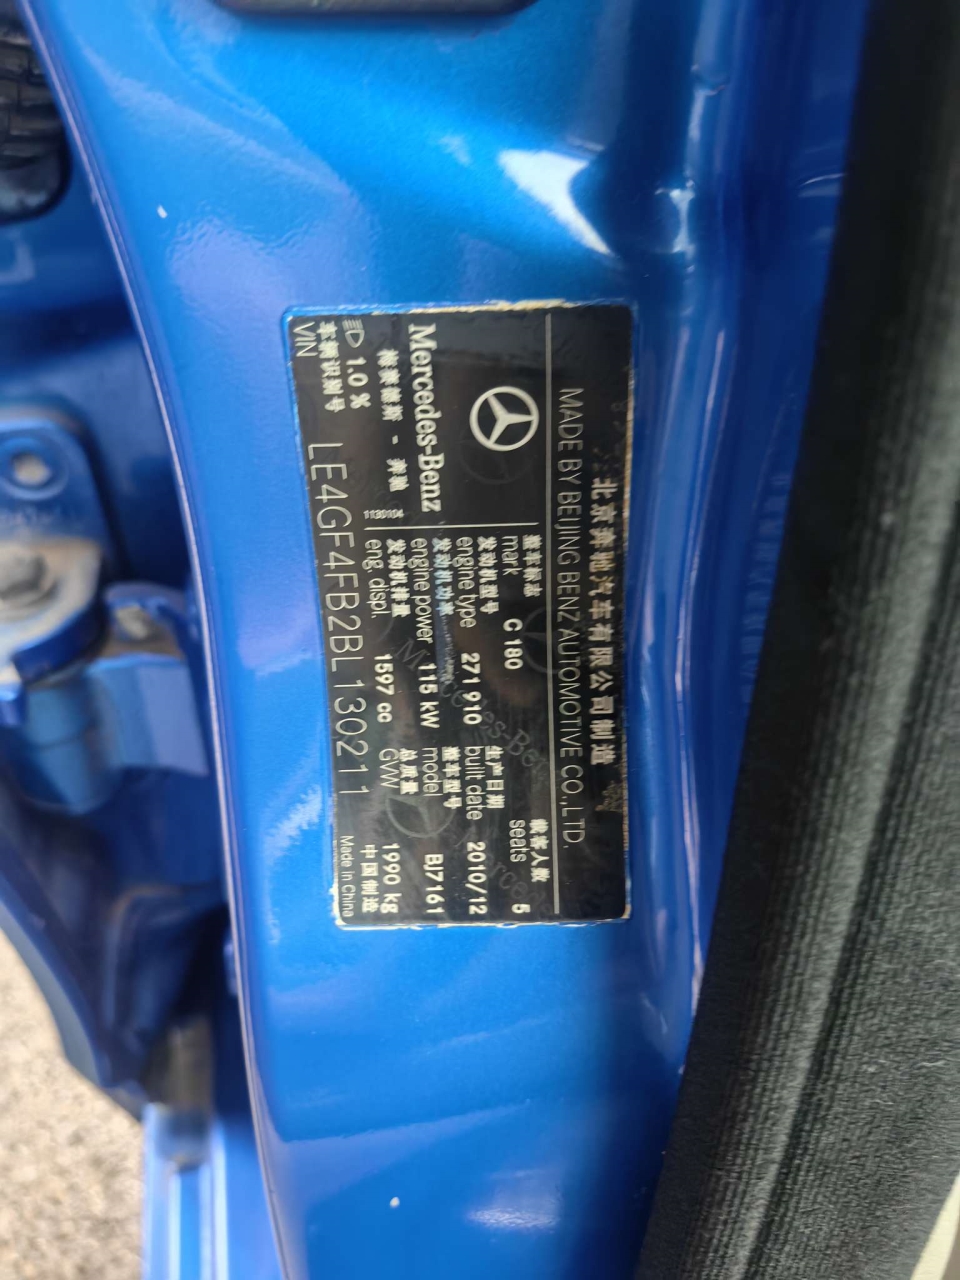 北京奔驰汽车有限公司制造
MADE BY BEIJING BENZ AUTOMOTIVE CO.,LTD.
Mercedes-Benz
梅赛德斯 - 奔驰
1130104
1.0 %
整车标志
mark C 180
载客人数
seats 5
发动机型号
engine type 271 910
生产日期
built date 2010/12
发动机功率
engine power 115 kW
整车型号
model BJ7161
发动机排量
eng. displ. 1597 cc
总质量
GVW 1990 kg
车辆识别号
VIN LE4GF4FB2BL130211
中国制造
Made in China